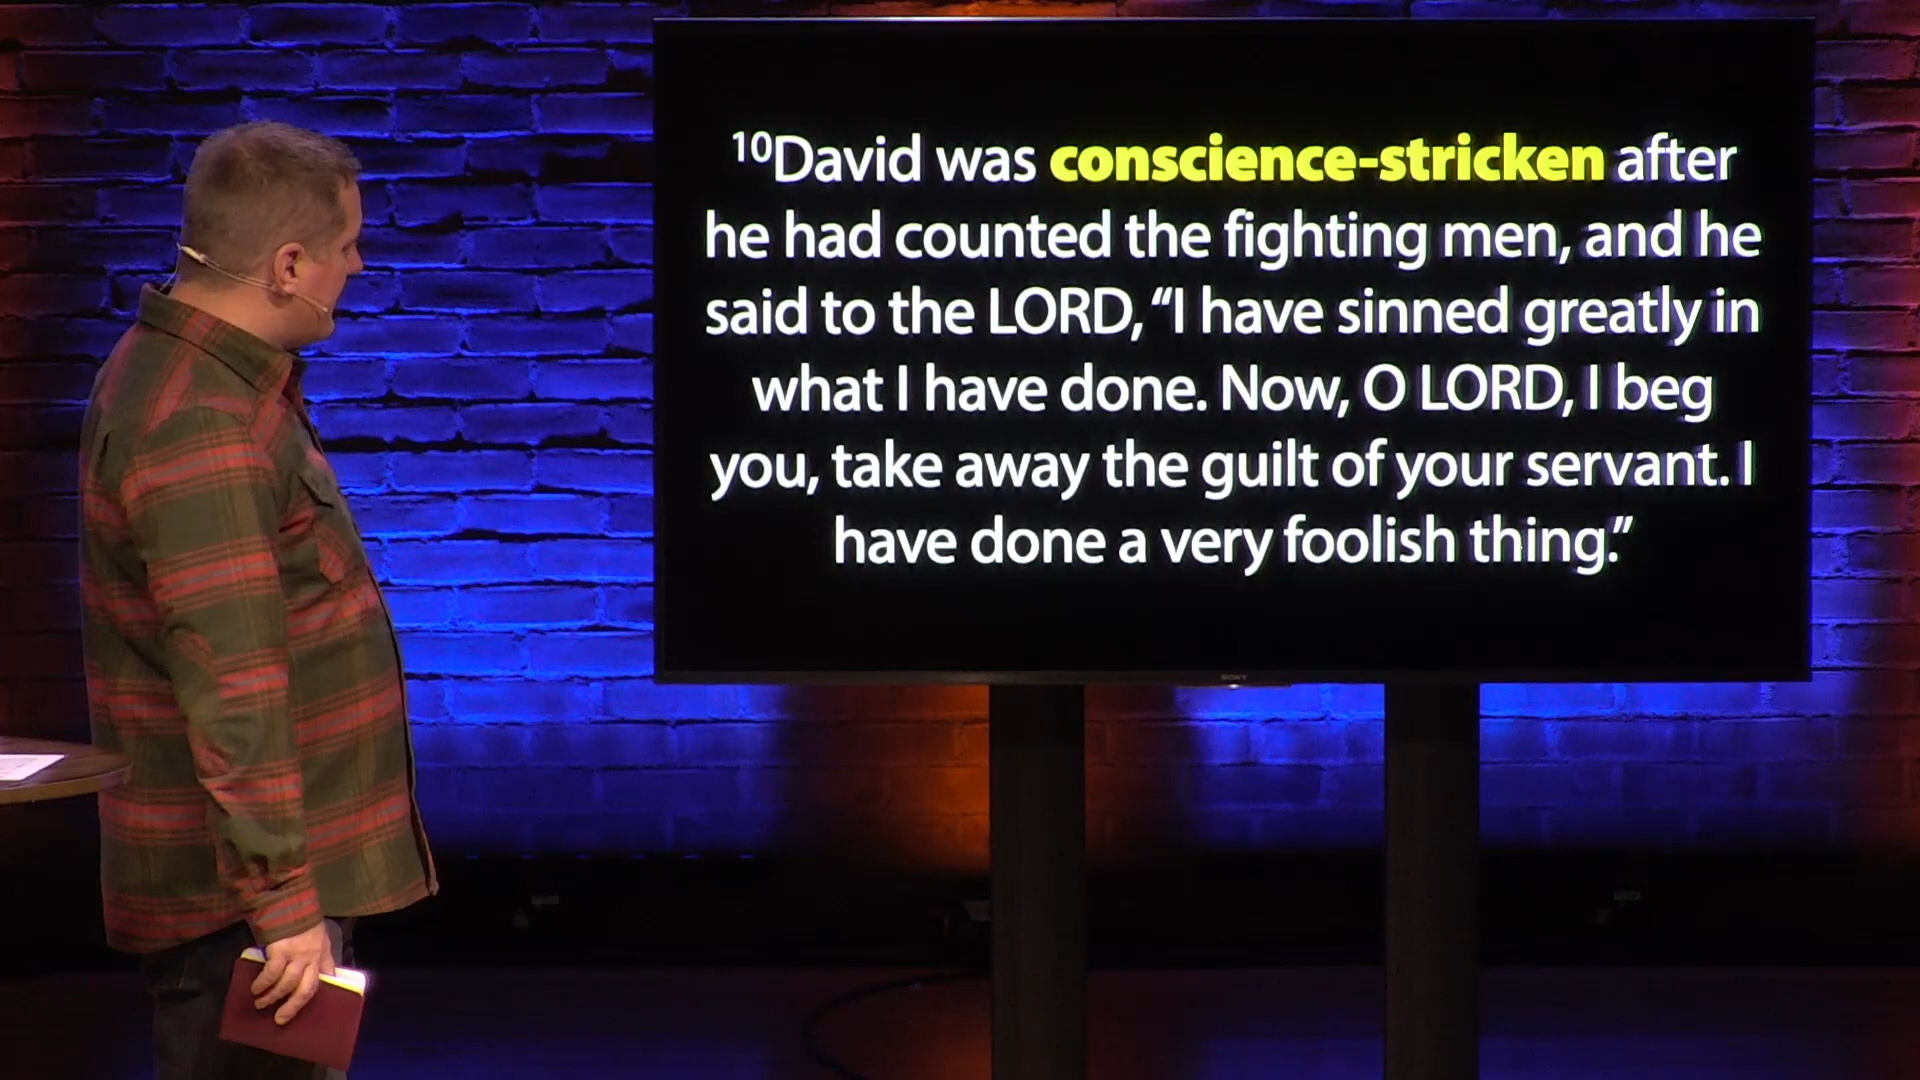 ¹⁰David was conscience-stricken after
he had counted the fighting men, and he
said to the LORD, “I have sinned greatly in
what I have done. Now, O LORD, I beg
you, take away the guilt of your servant. I
have done a very foolish thing.”
SONY